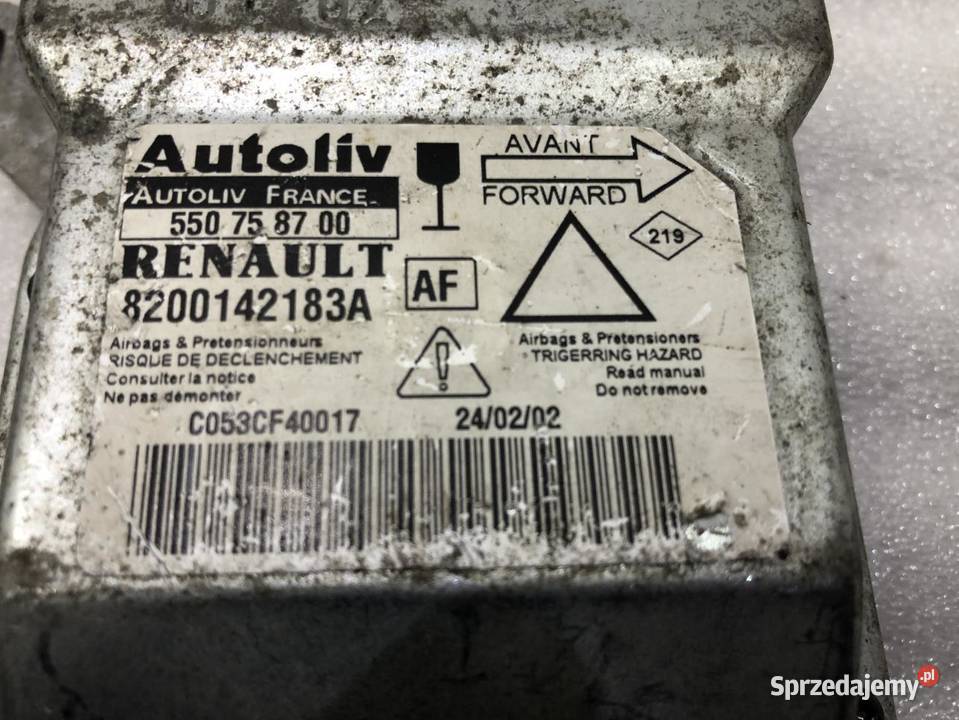 Autoliv
AUTOLIV FRANCE
550 75 87 00
RENAULT
8200142183A
AF
AVANT
FORWARD
219
Airbags & Pretensionneurs
RISQUE DE DECLENCHEMENT
Consulter la notice
Ne pas démonter
Airbags & Pretensioners
TRIGERRING HAZARD
Read manual
Do not remove
C053CF40017
24/02/02
Sprzedajemy.pl